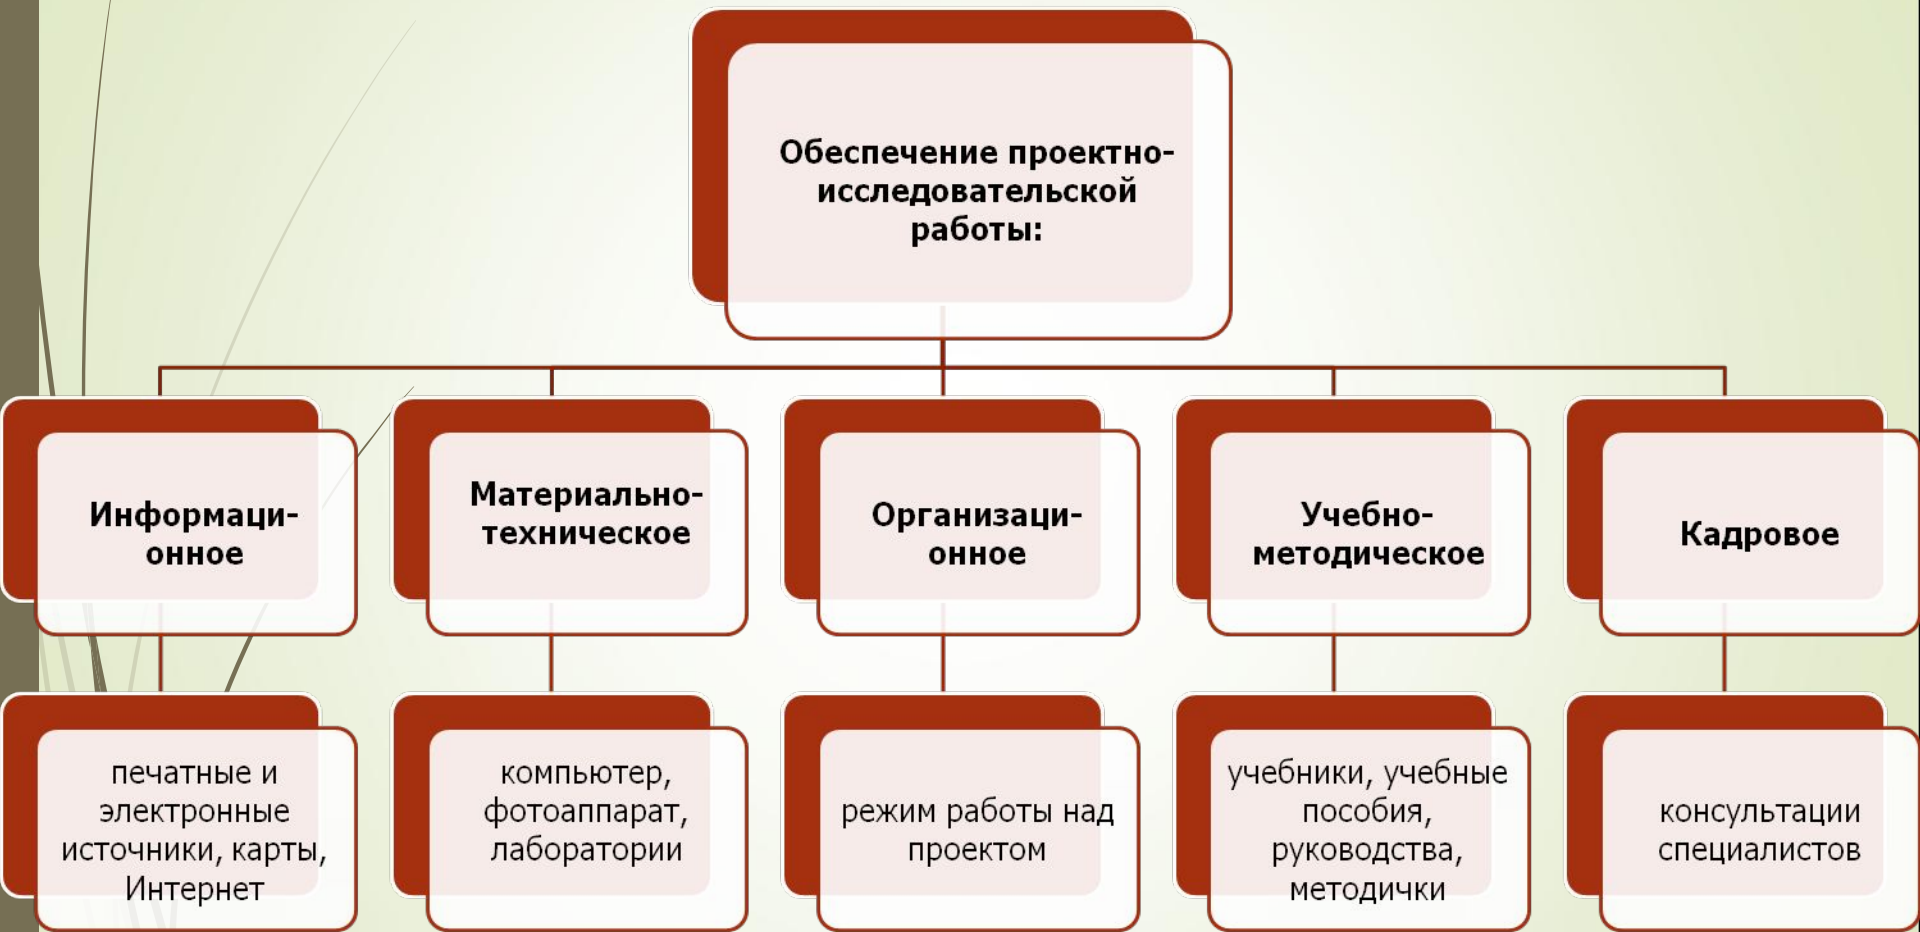 Обеспечение проектно-
исследовательской
работы:
Информаци-
онное
Материально-
техническое
Организаци-
онное
Учебно-
методическое
Кадровое
печатные и
электронные
источники, карты,
Интернет
компьютер,
фотоаппарат,
лаборатории
режим работы над
проектом
учебники, учебные
пособия,
руководства,
методички
консультации
специалистов